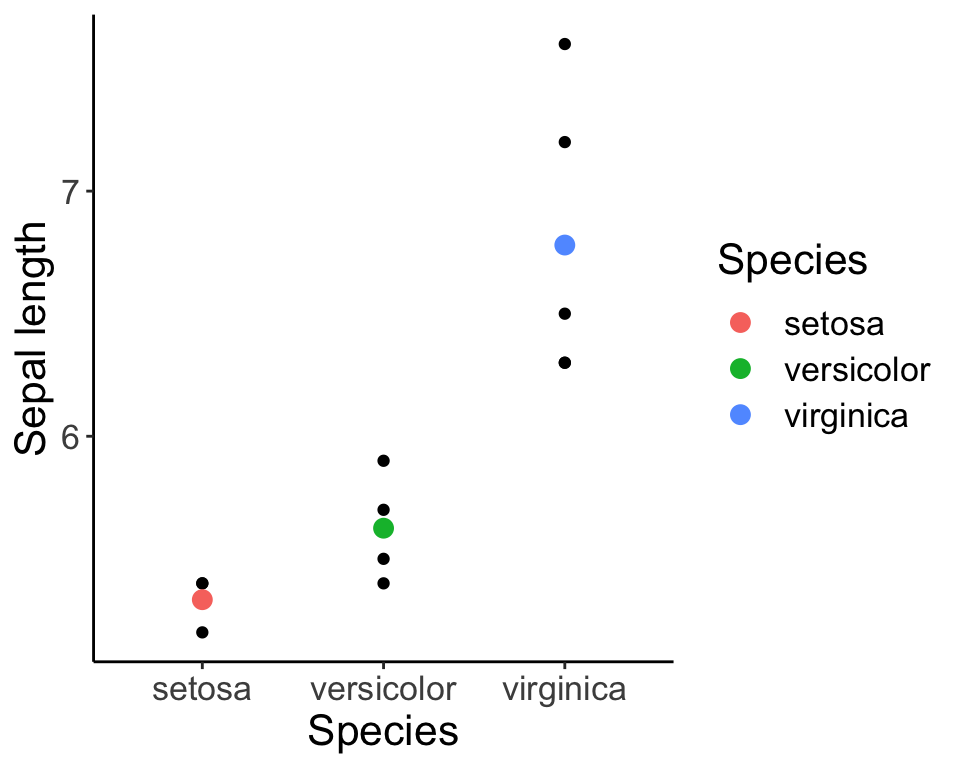 Sepal length
7
6
setosa
versicolor
virginica
Species
Species
setosa
versicolor
virginica